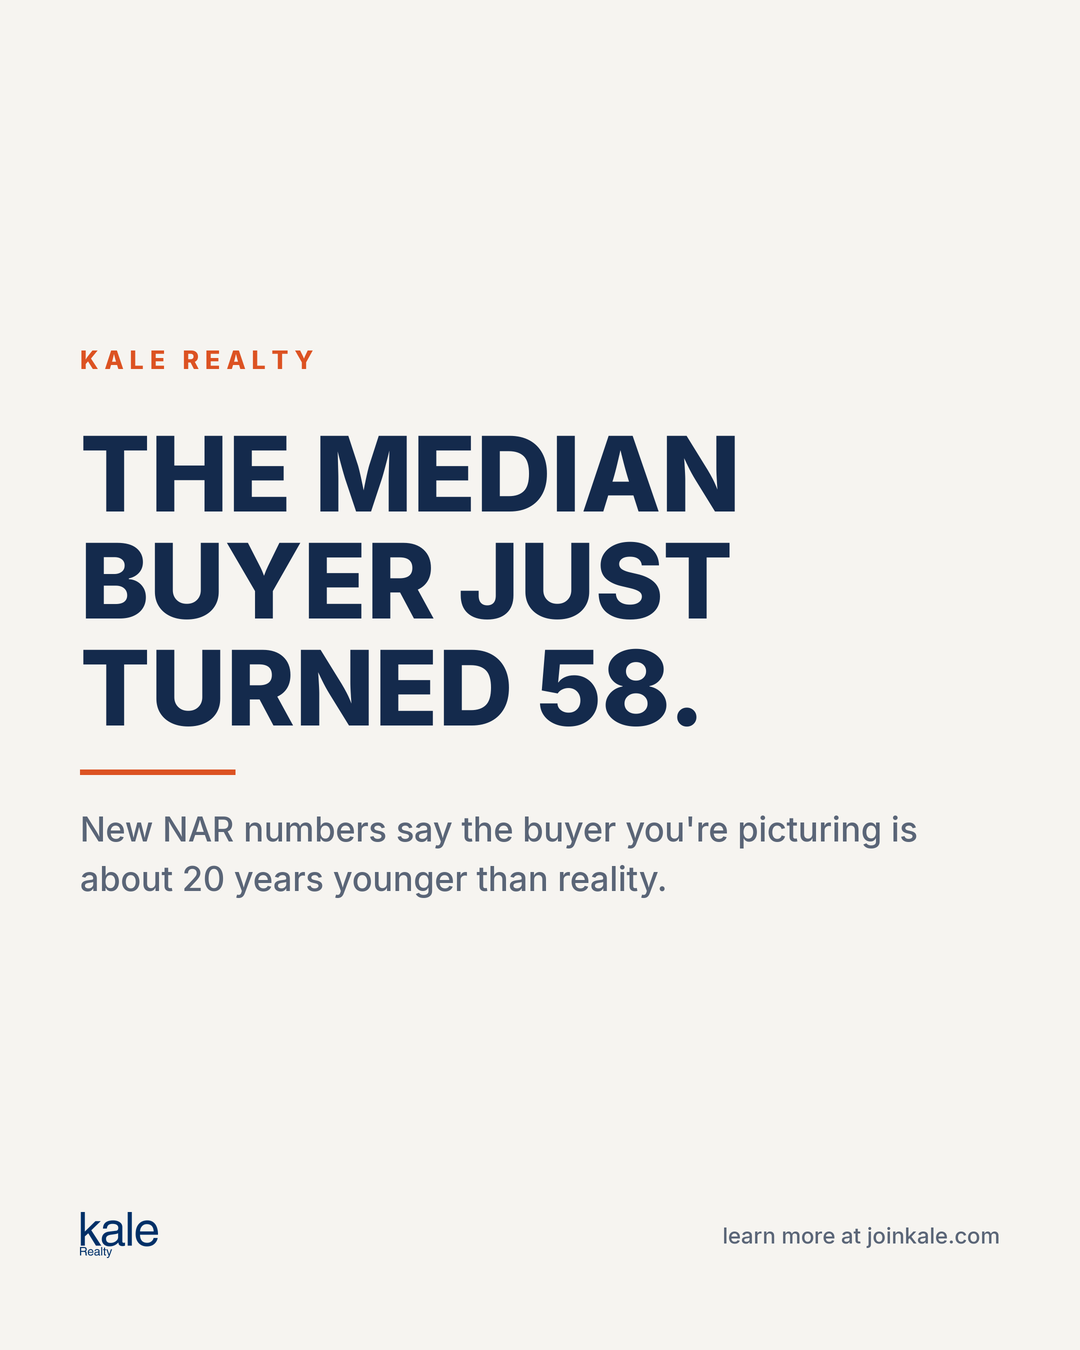 KALE REALTY
THE MEDIAN
BUYER JUST
TURNED 58.
New NAR numbers say the buyer you're picturing is
about 20 years younger than reality.
kale
Realty
learn more at joinkale.com